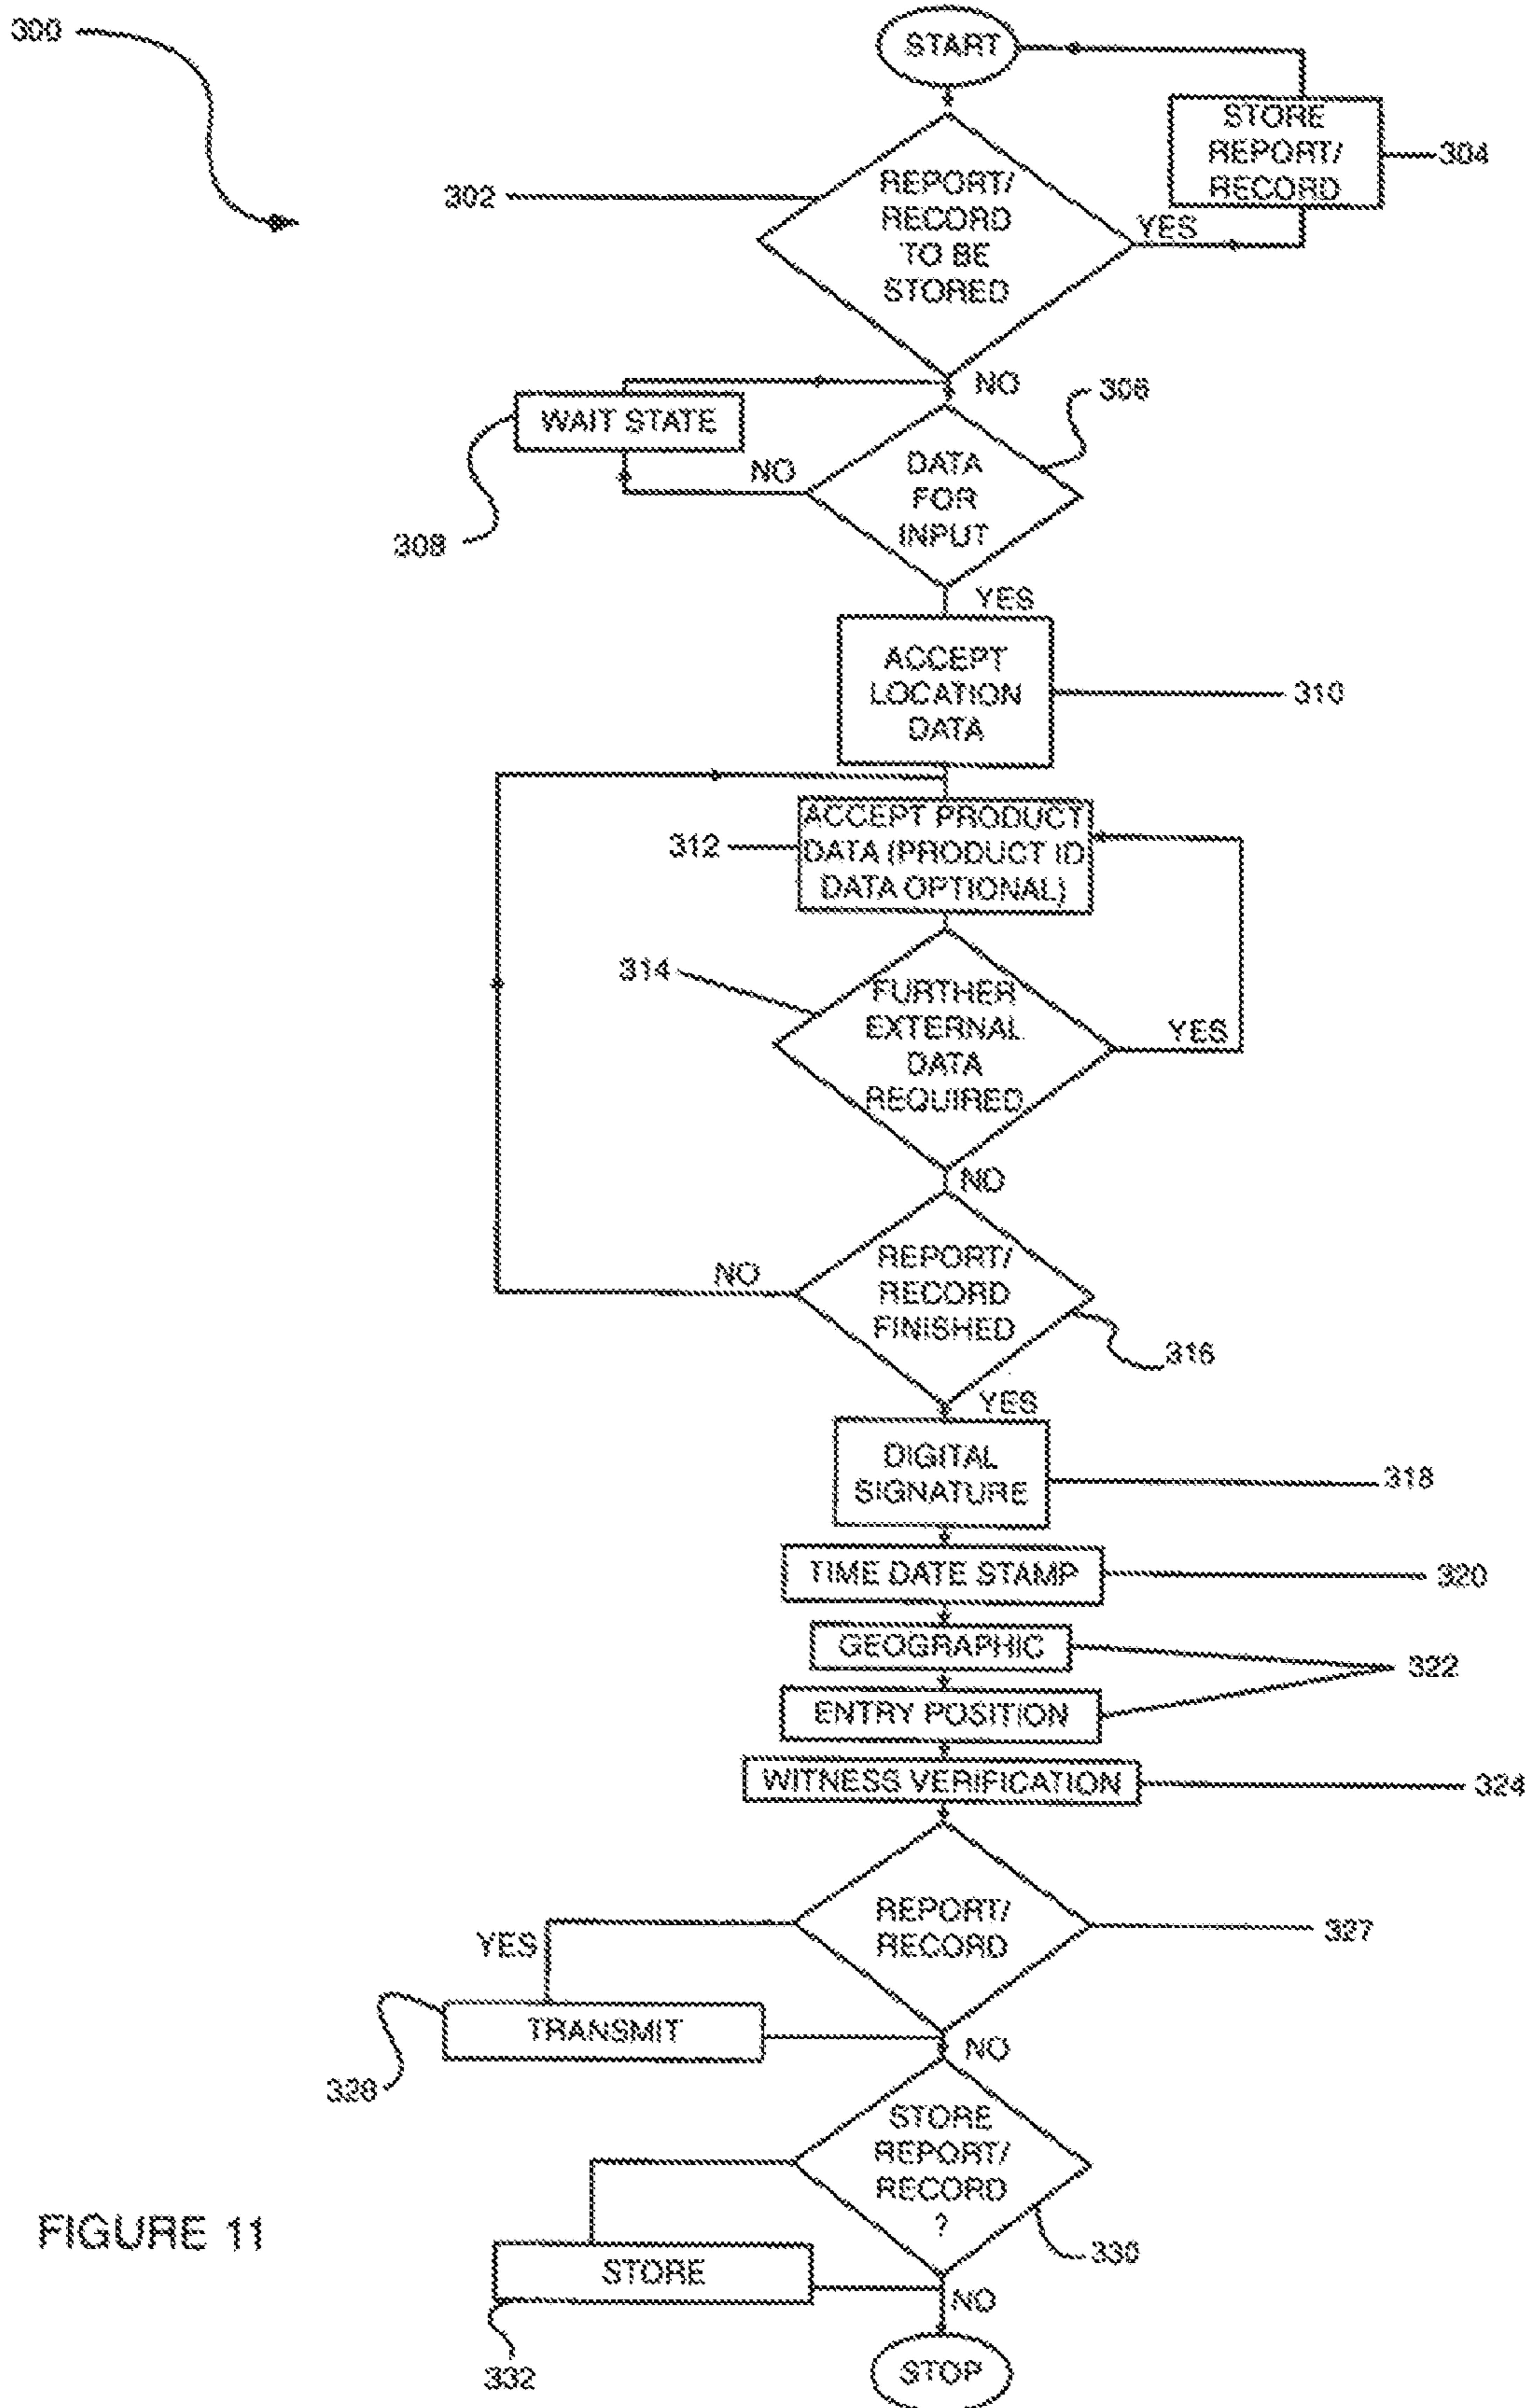 300
START
STORE
REPORT/
RECORD
304
302
REPORT/
RECORD
TO BE
STORED
YES
NO
306
WAIT STATE
NO
DATA
FOR
INPUT
308
YES
ACCEPT
LOCATION
DATA
310
312
ACCEPT PRODUCT
DATA (PRODUCT ID
DATA OPTIONAL)
314
FURTHER
EXTERNAL
DATA
REQUIRED
YES
NO
NO
REPORT/
RECORD
FINISHED
316
YES
DIGITAL
SIGNATURE
318
TIME DATE STAMP
320
GEOGRAPHIC
322
ENTRY POSITION
WITNESS VERIFICATION
324
REPORT/
RECORD
327
YES
TRANSMIT
NO
328
STORE
REPORT/
RECORD
?
330
FIGURE 11
STORE
NO
332
STOP